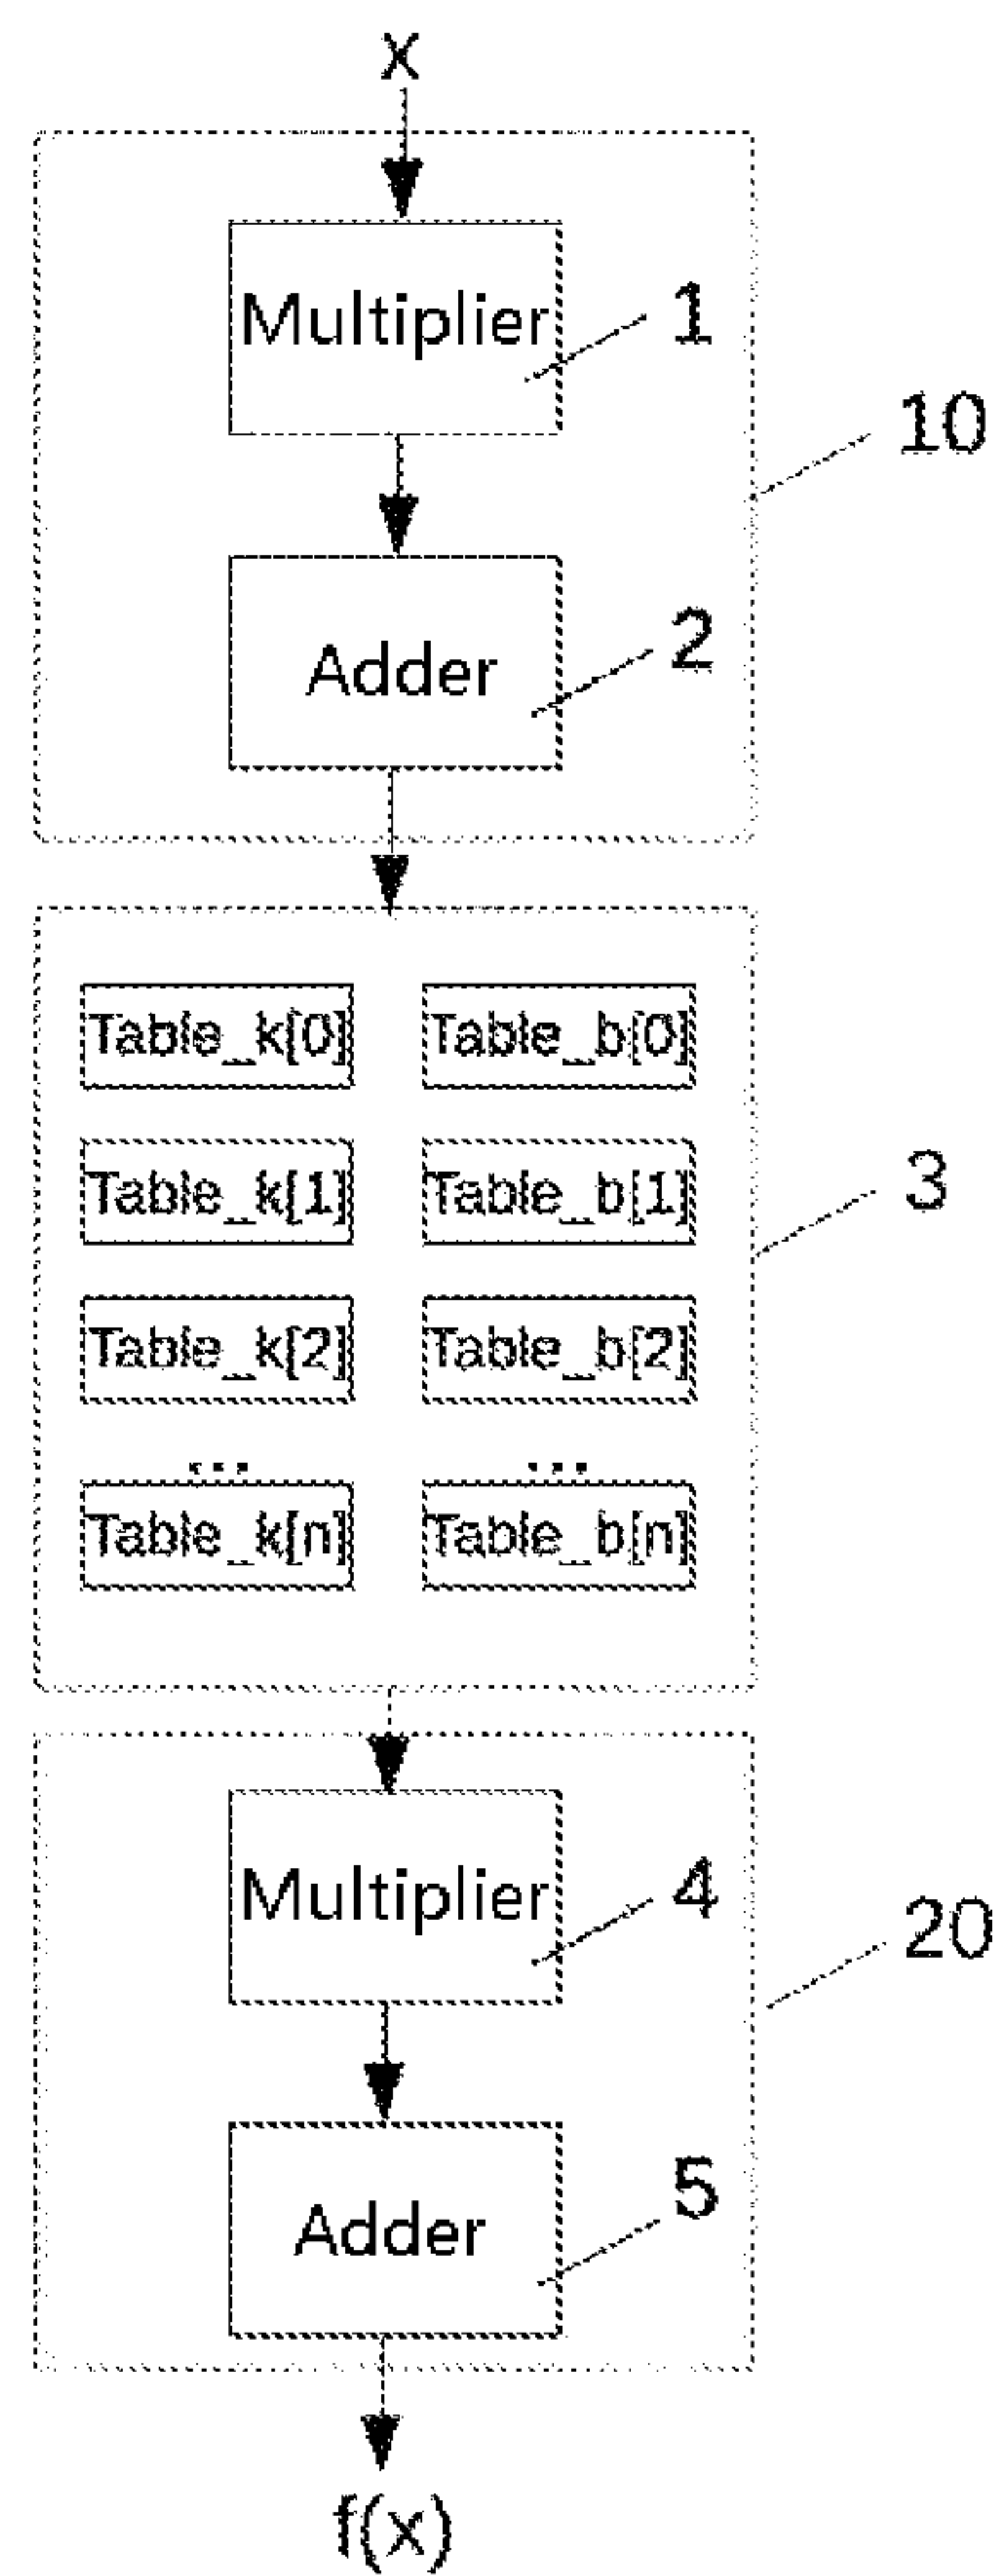 x
Multiplier
1
10
Adder
2
Table_k[0] Table_b[0]
Table_k[1] Table_b[1]
3
Table_k[2] Table_b[2]
... ...
Table_k[n] Table_b[n]
Multiplier
4
20
Adder
5
f(x)